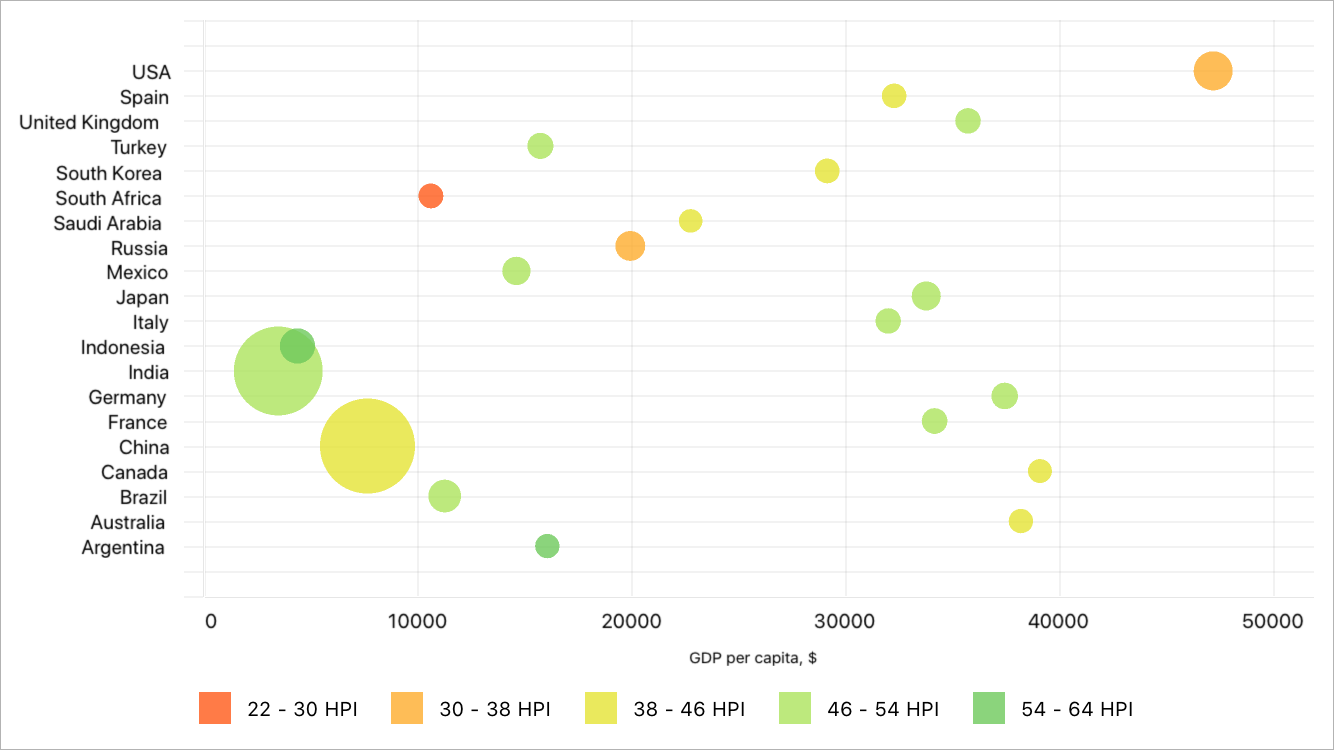 USA
Spain
United Kingdom
Turkey
South Korea
South Africa
Saudi Arabia
Russia
Mexico
Japan
Italy
Indonesia
India
Germany
France
China
Canada
Brazil
Australia
Argentina
0 10000 20000 30000 40000 50000
GDP per capita, $
22 - 30 HPI 30 - 38 HPI 38 - 46 HPI 46 - 54 HPI 54 - 64 HPI